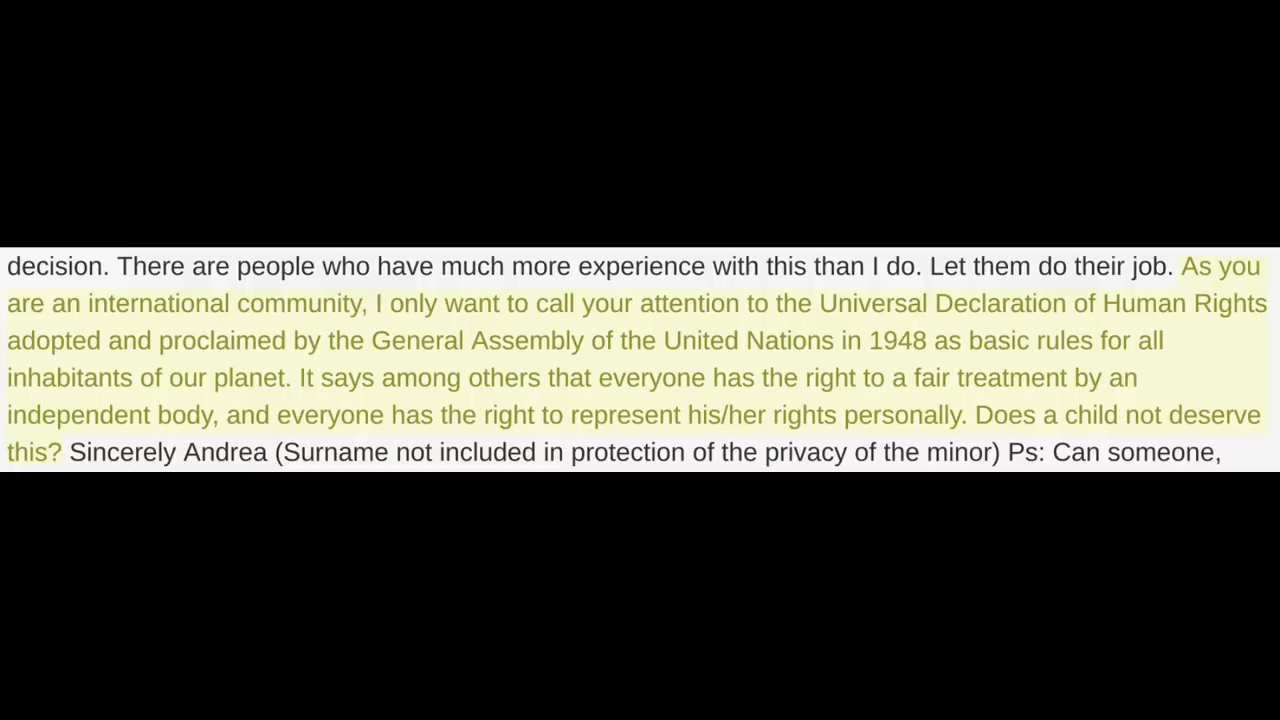 decision. There are people who have much more experience with this than I do. Let them do their job. As you
are an international community, I only want to call your attention to the Universal Declaration of Human Rights
adopted and proclaimed by the General Assembly of the United Nations in 1948 as basic rules for all
inhabitants of our planet. It says among others that everyone has the right to a fair treatment by an
independent body, and everyone has the right to represent his/her rights personally. Does a child not deserve
this? Sincerely Andrea (Surname not included in protection of the privacy of the minor) Ps: Can someone,